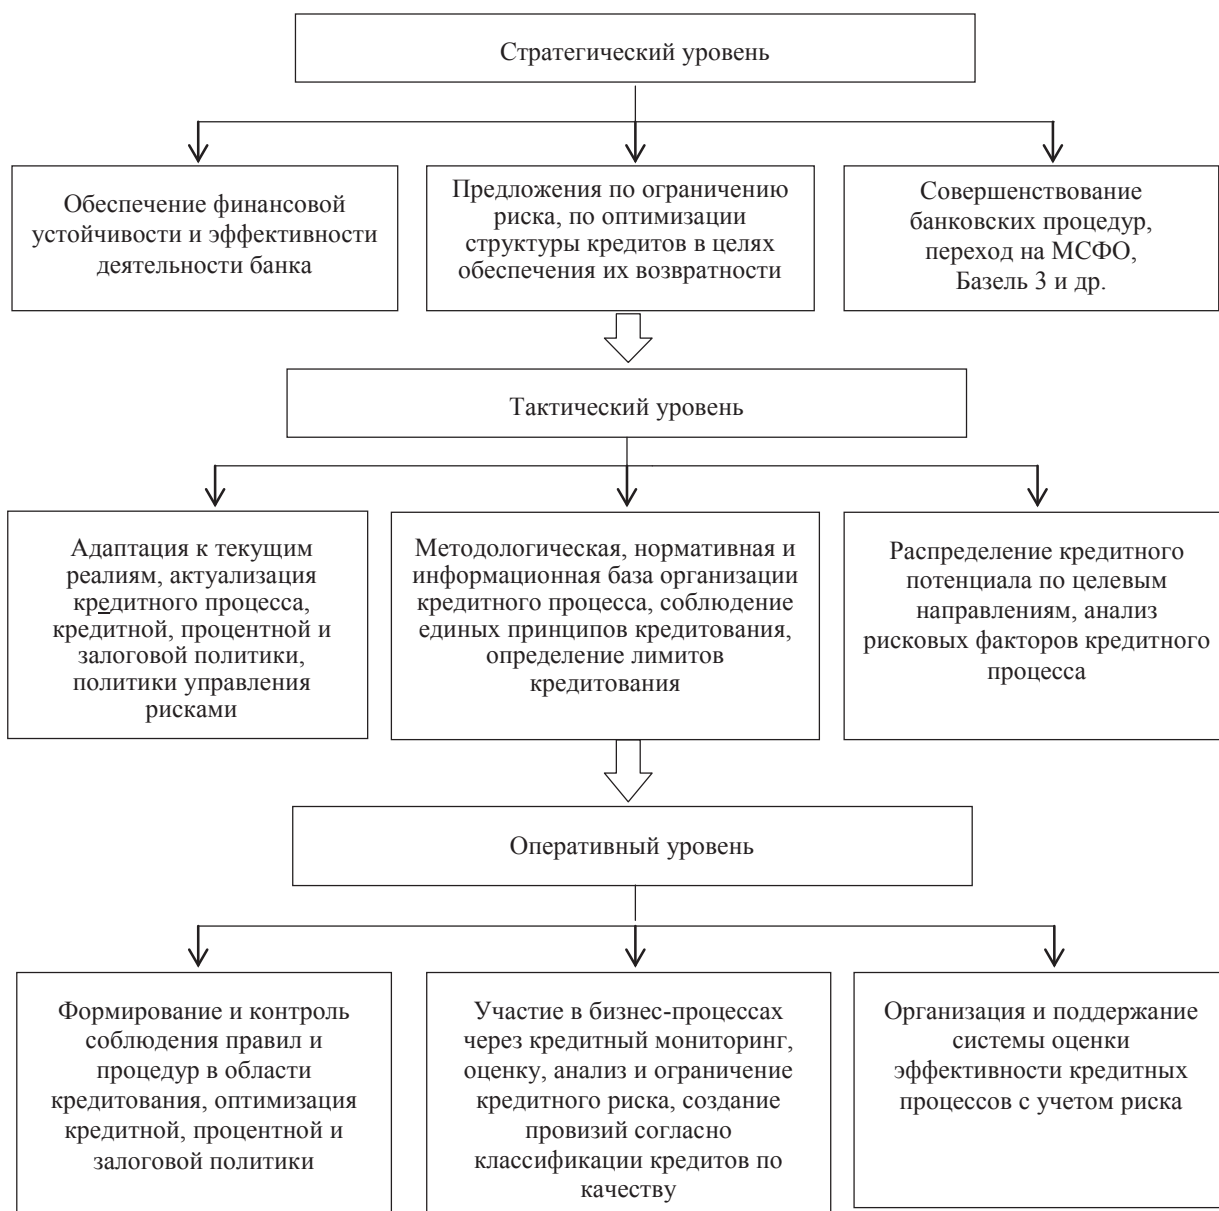 Стратегический уровень
Обеспечение финансовой
устойчивости и эффективности
деятельности банка
Предложения по ограничению
риска, по оптимизации
структуры кредитов в целях
обеспечения их возвратности
Совершенствование
банковских процедур,
переход на МСФО,
Базель 3 и др.
Тактический уровень
Адаптация к текущим
реалиям, актуализация
кредитного процесса,
кредитной, процентной и
залоговой политики,
политики управления
рисками
Методологическая, нормативная и
информационная база организации
кредитного процесса, соблюдение
единых принципов кредитования,
определение лимитов
кредитования
Распределение кредитного
потенциала по целевым
направлениям, анализ
рисковых факторов кредитного
процесса
Оперативный уровень
Формирование и контроль
соблюдения правил и
процедур в области
кредитования, оптимизация
кредитной, процентной и
залоговой политики
Участие в бизнес-процессах
через кредитный мониторинг,
оценку, анализ и ограничение
кредитного риска, создание
провизий согласно
классификации кредитов по
качеству
Организация и поддержание
системы оценки
эффективности кредитных
процессов с учетом риска